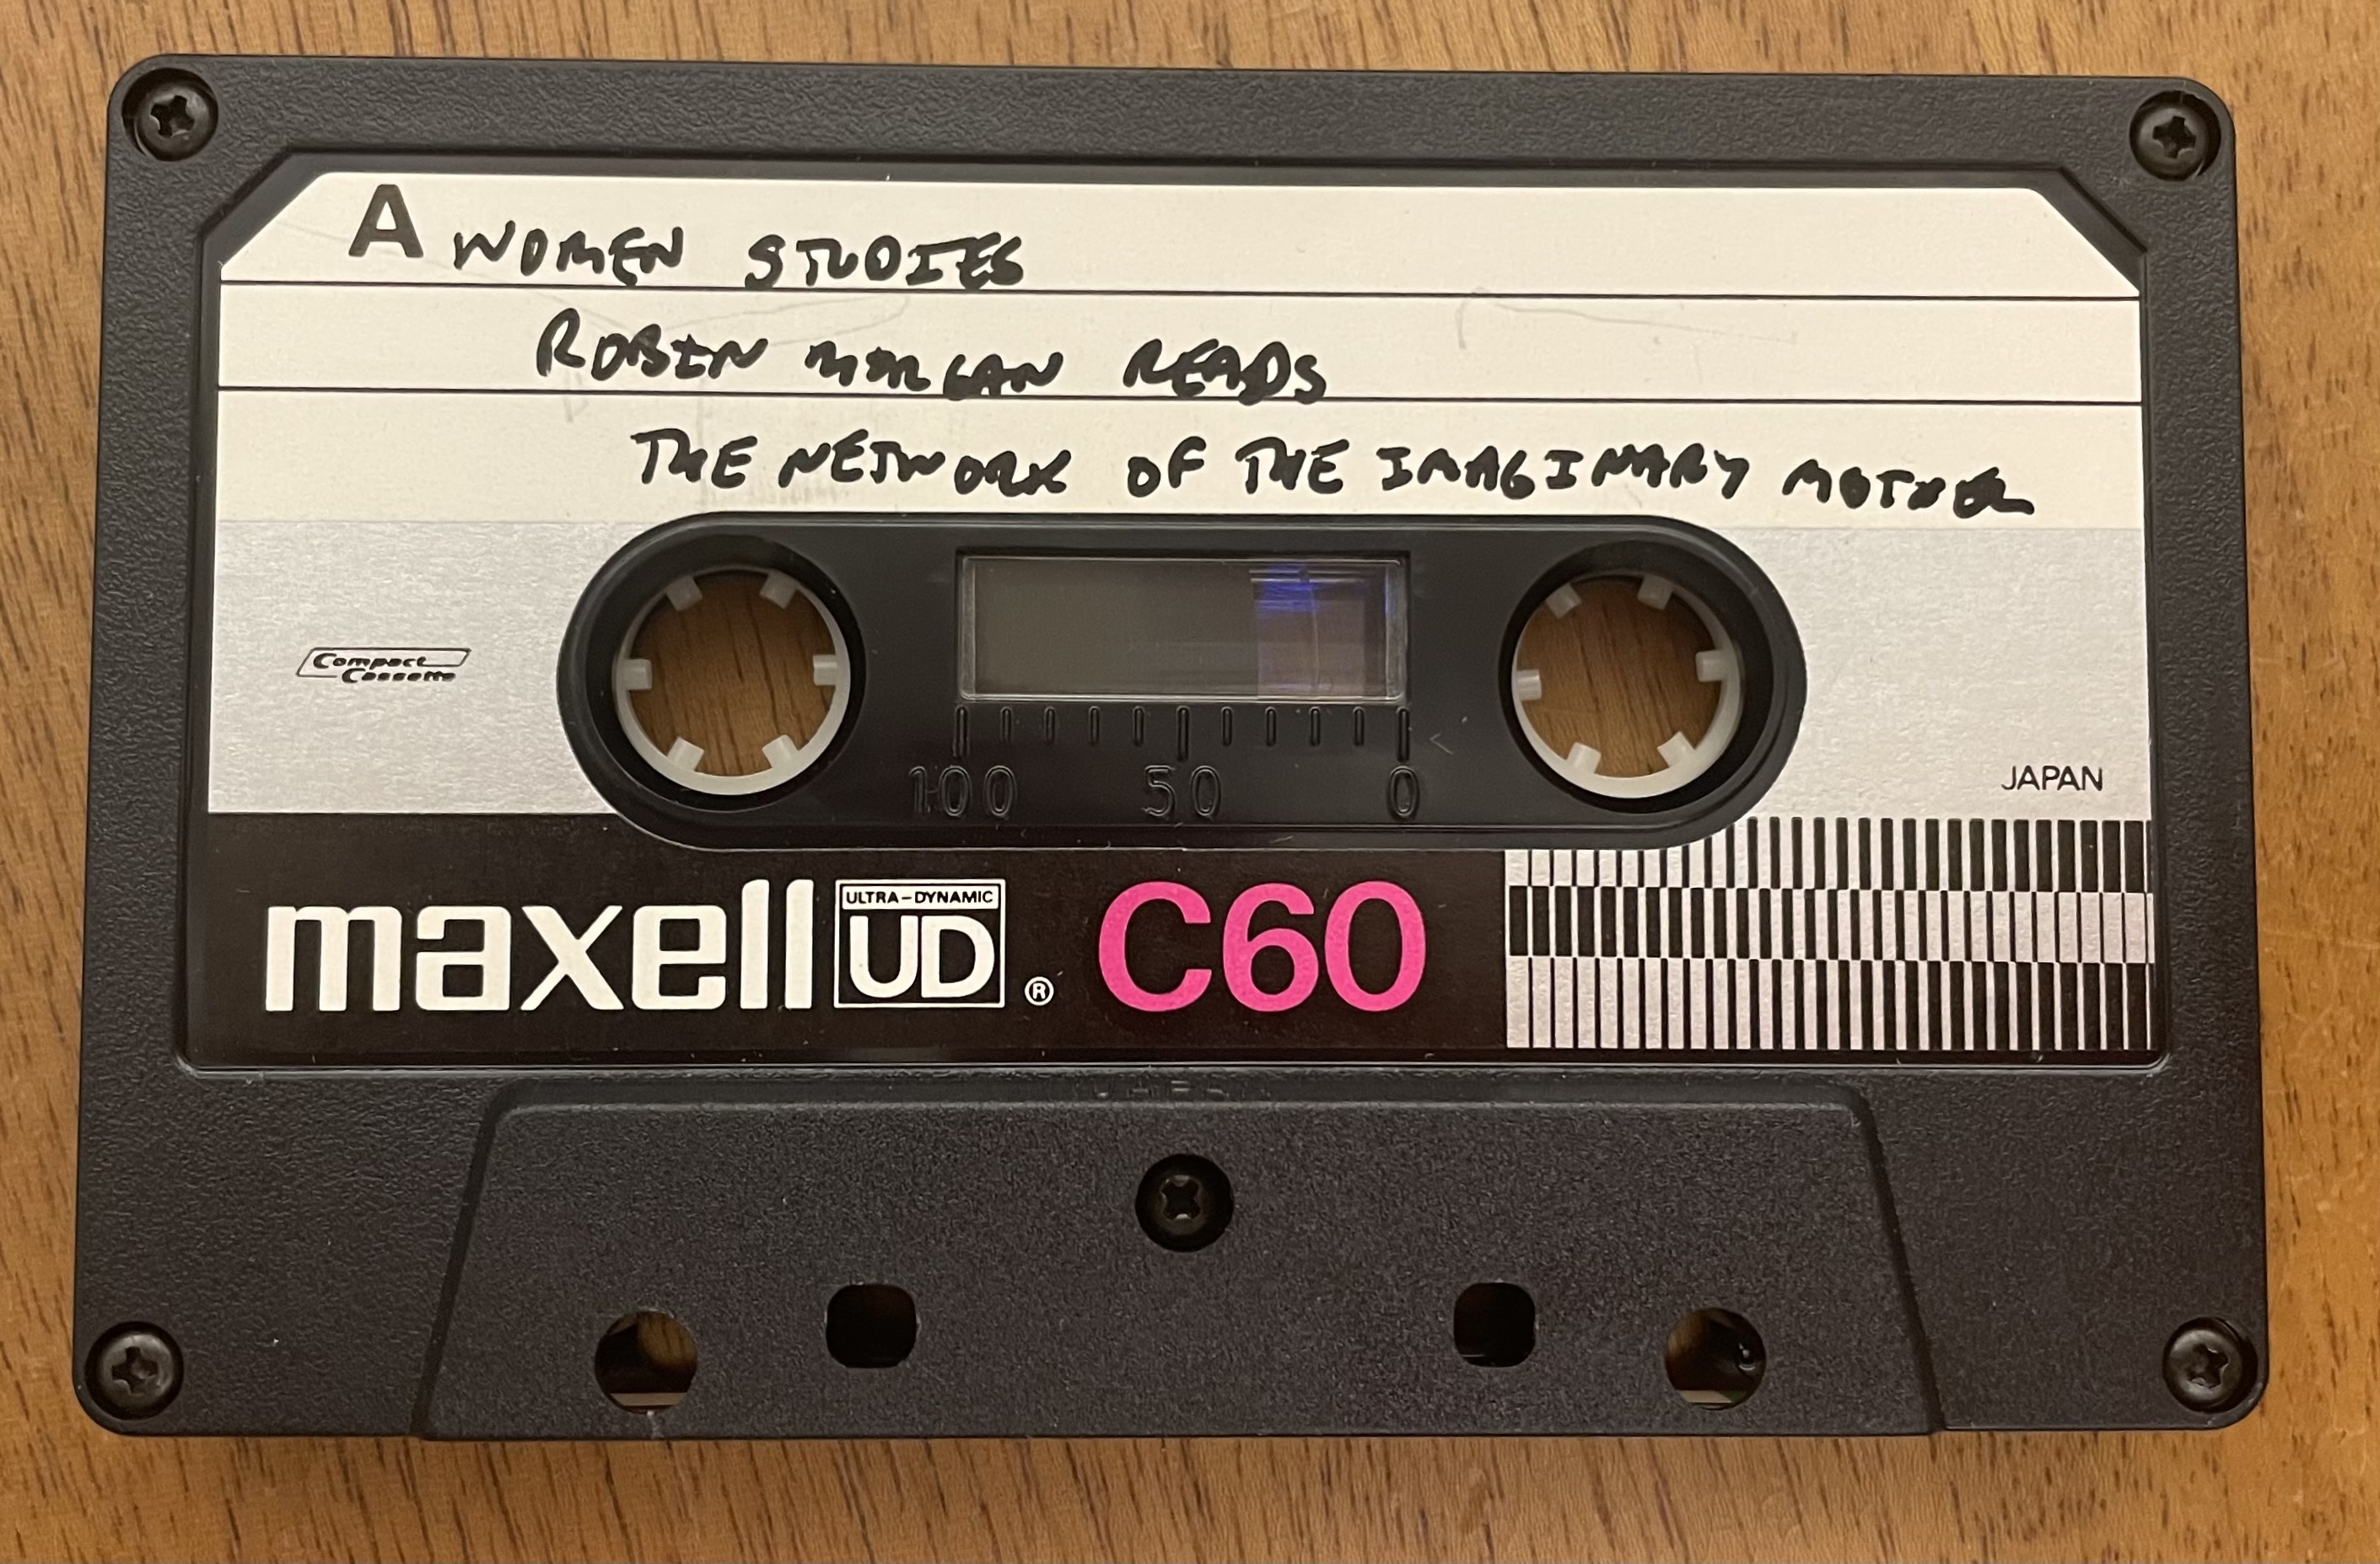 A WOMEN STUDIES
ROBIN MORGAN READS
THE NETWORK OF THE IMAGINARY MOTHER
Compact
Cassette
100 50 0
JAPAN
maxell ULTRA-DYNAMIC UD ® C60